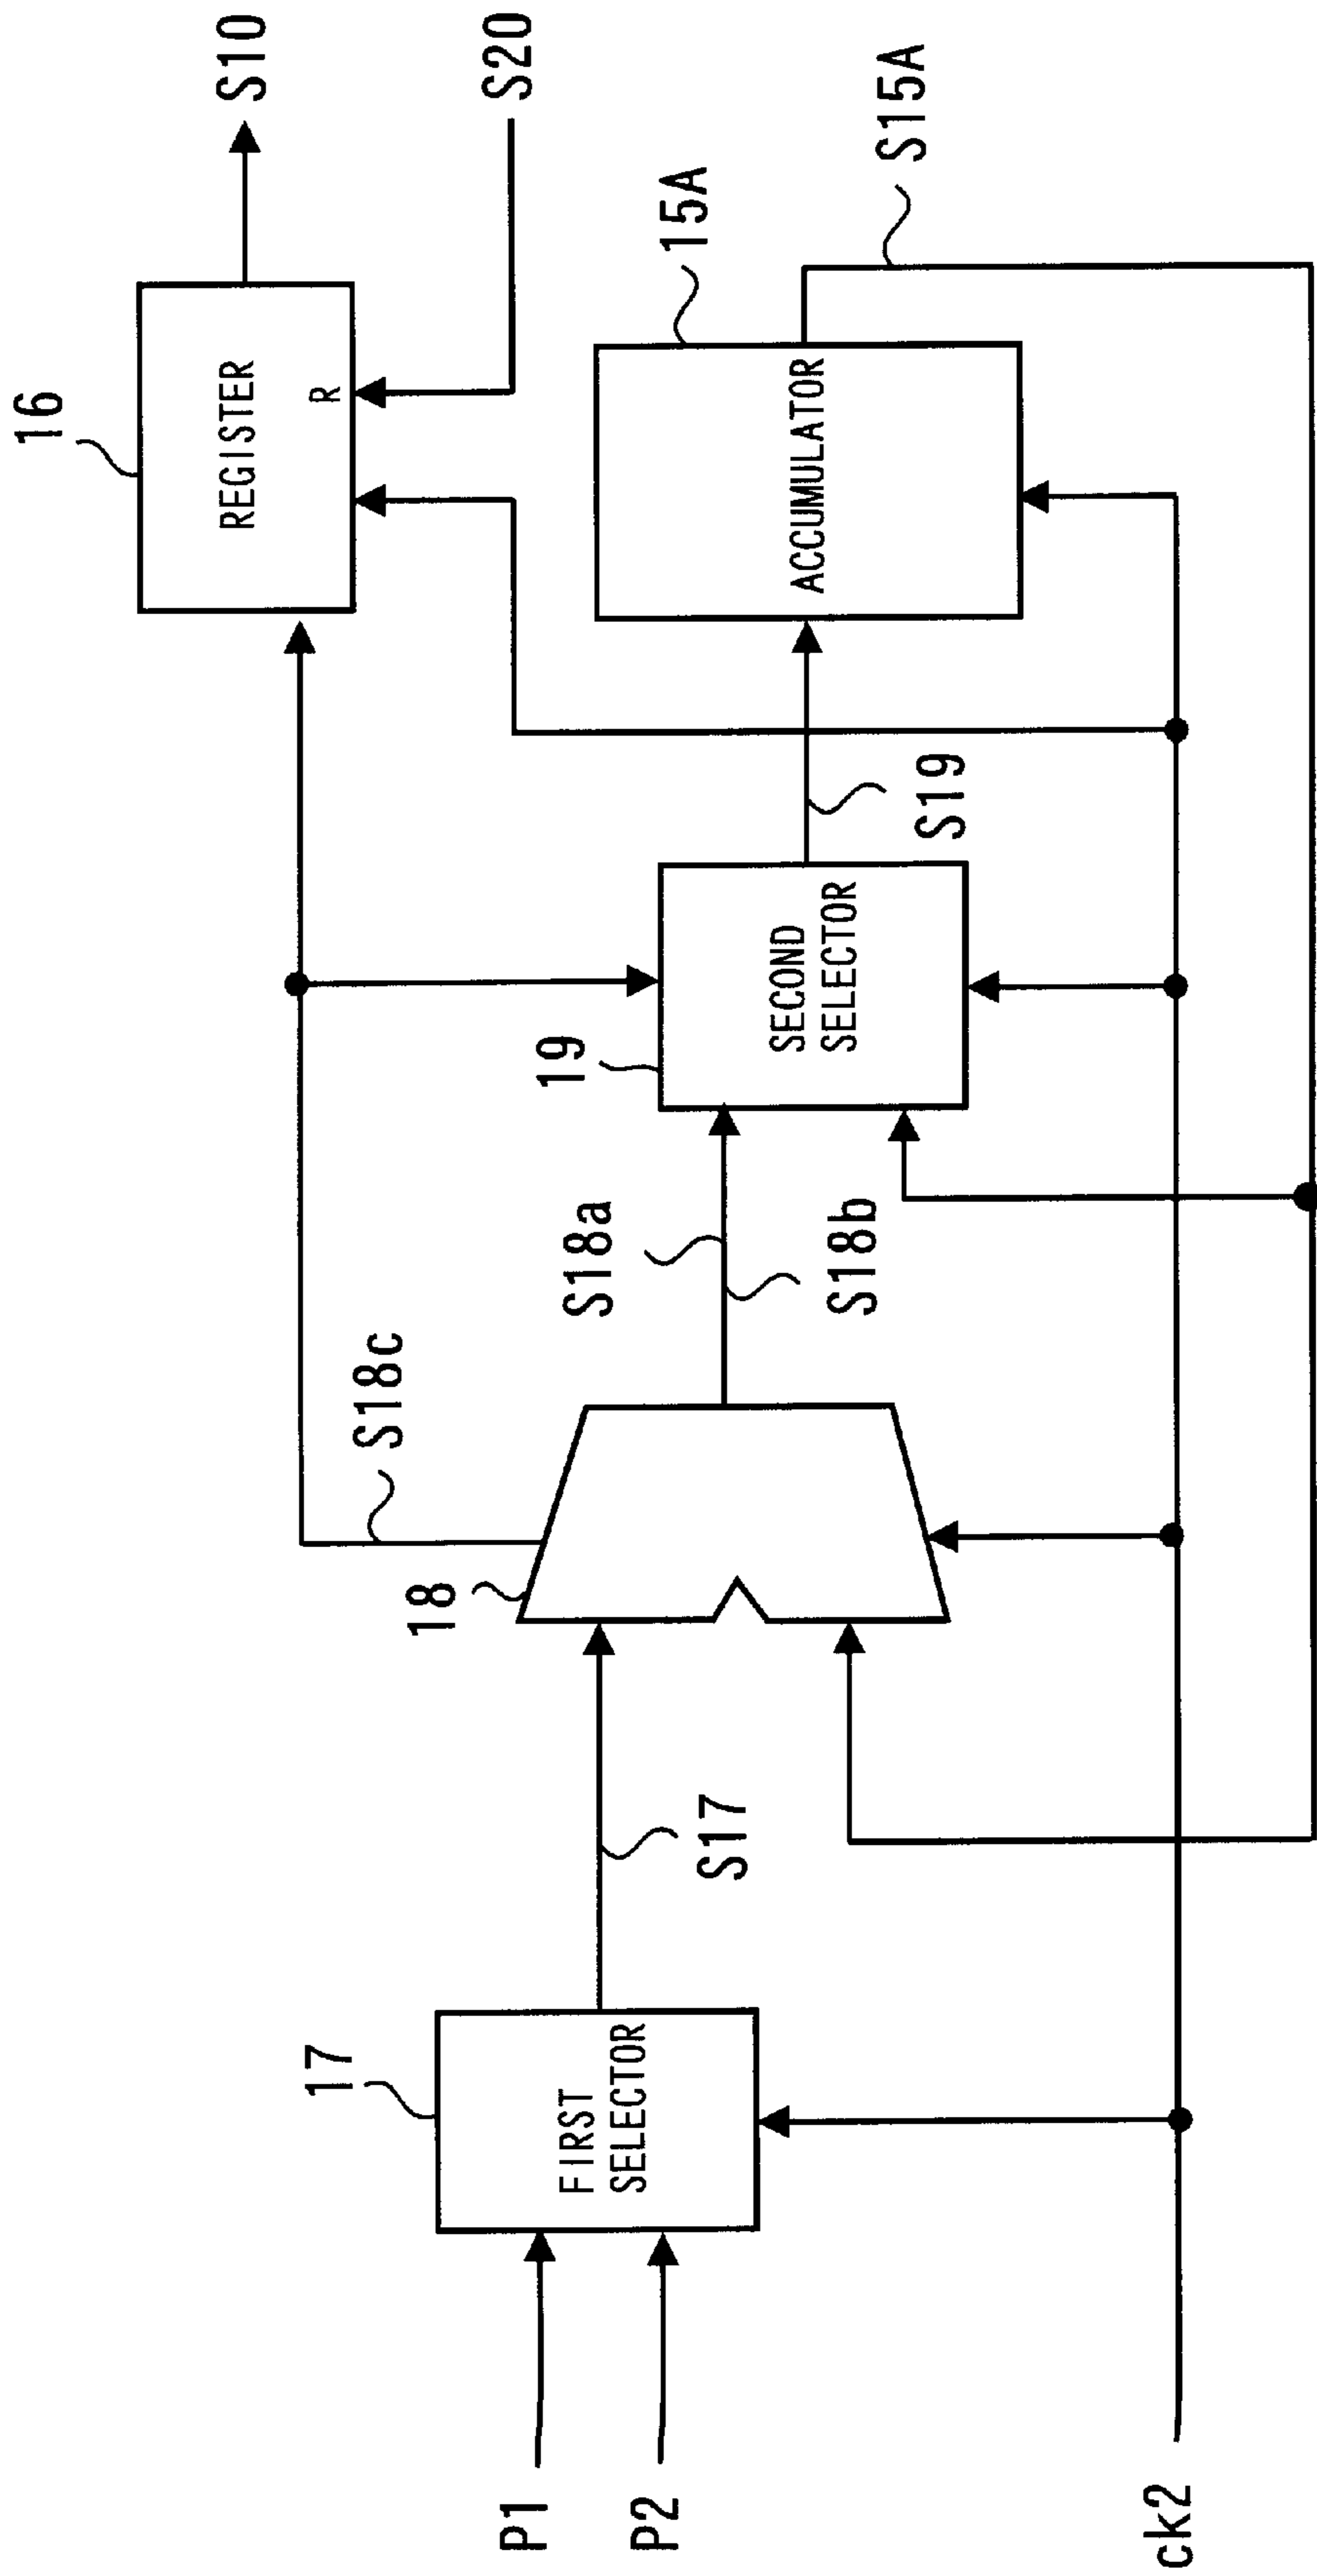 16
REGISTER
R
S10
S20
S18c
15A
ACCUMULATOR
S15A
19
SECOND
SELECTOR
S19
S18a
S18b
18
17
FIRST
SELECTOR
S17
P1
P2
ck2